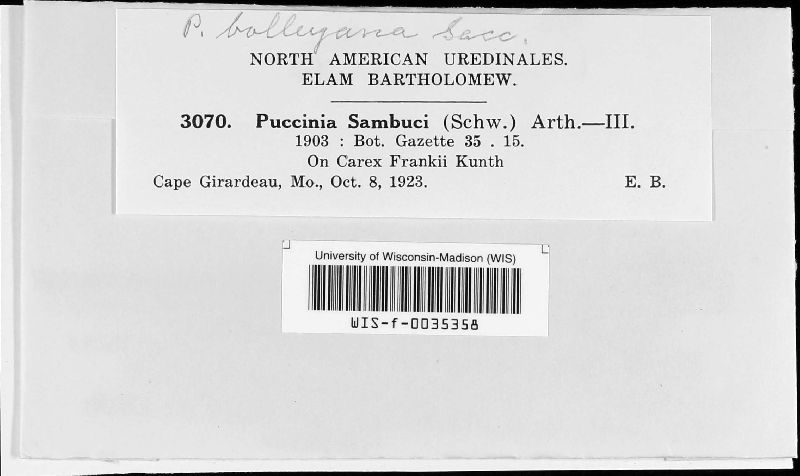 P. bolleyana Sacc.
NORTH AMERICAN UREDINALES.
ELAM BARTHOLOMEW.
3070. Puccinia Sambuci (Schw.) Arth.—III.
1903 : Bot. Gazette 35 . 15.
On Carex Frankii Kunth
Cape Girardeau, Mo., Oct. 8, 1923. E. B.
University of Wisconsin-Madison (WIS)
WIS-f-0035358